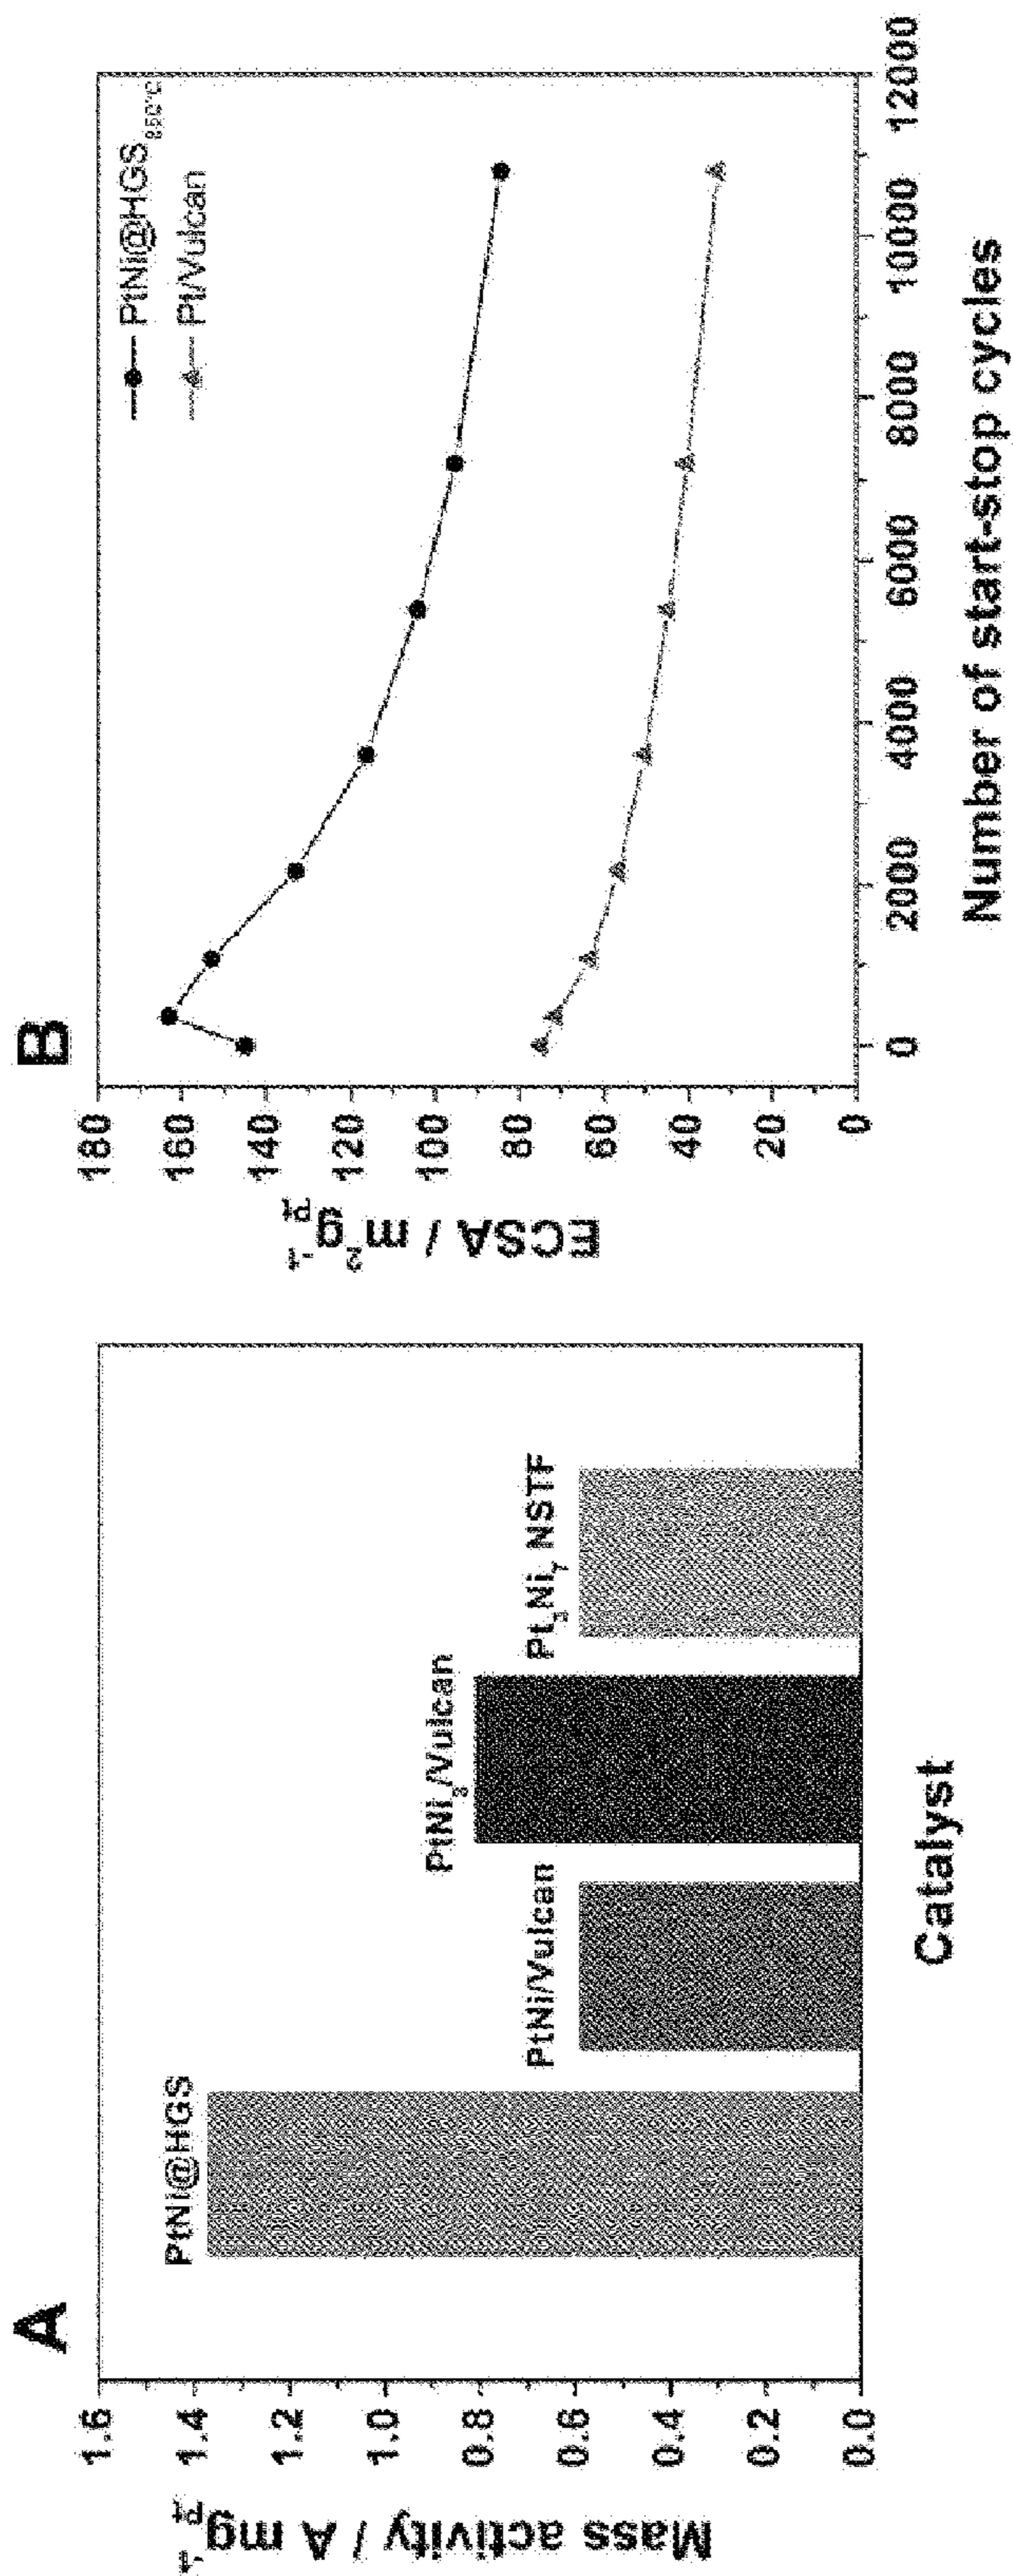 A
Mass activity / A mg⁻¹Pt
1.6
1.4
1.2
1.0
0.8
0.6
0.4
0.2
0.0
PtNi@HGS
PtNi/Vulcan
PtNi₃/Vulcan
Pt₃Ni₇ NSTF
Catalyst
B
ECSA / m²g⁻¹Pt
180
160
140
120
100
80
60
40
20
0
PtNi@HGS 850°C
Pt/Vulcan
0 2000 4000 6000 8000 10000 12000
Number of start-stop cycles